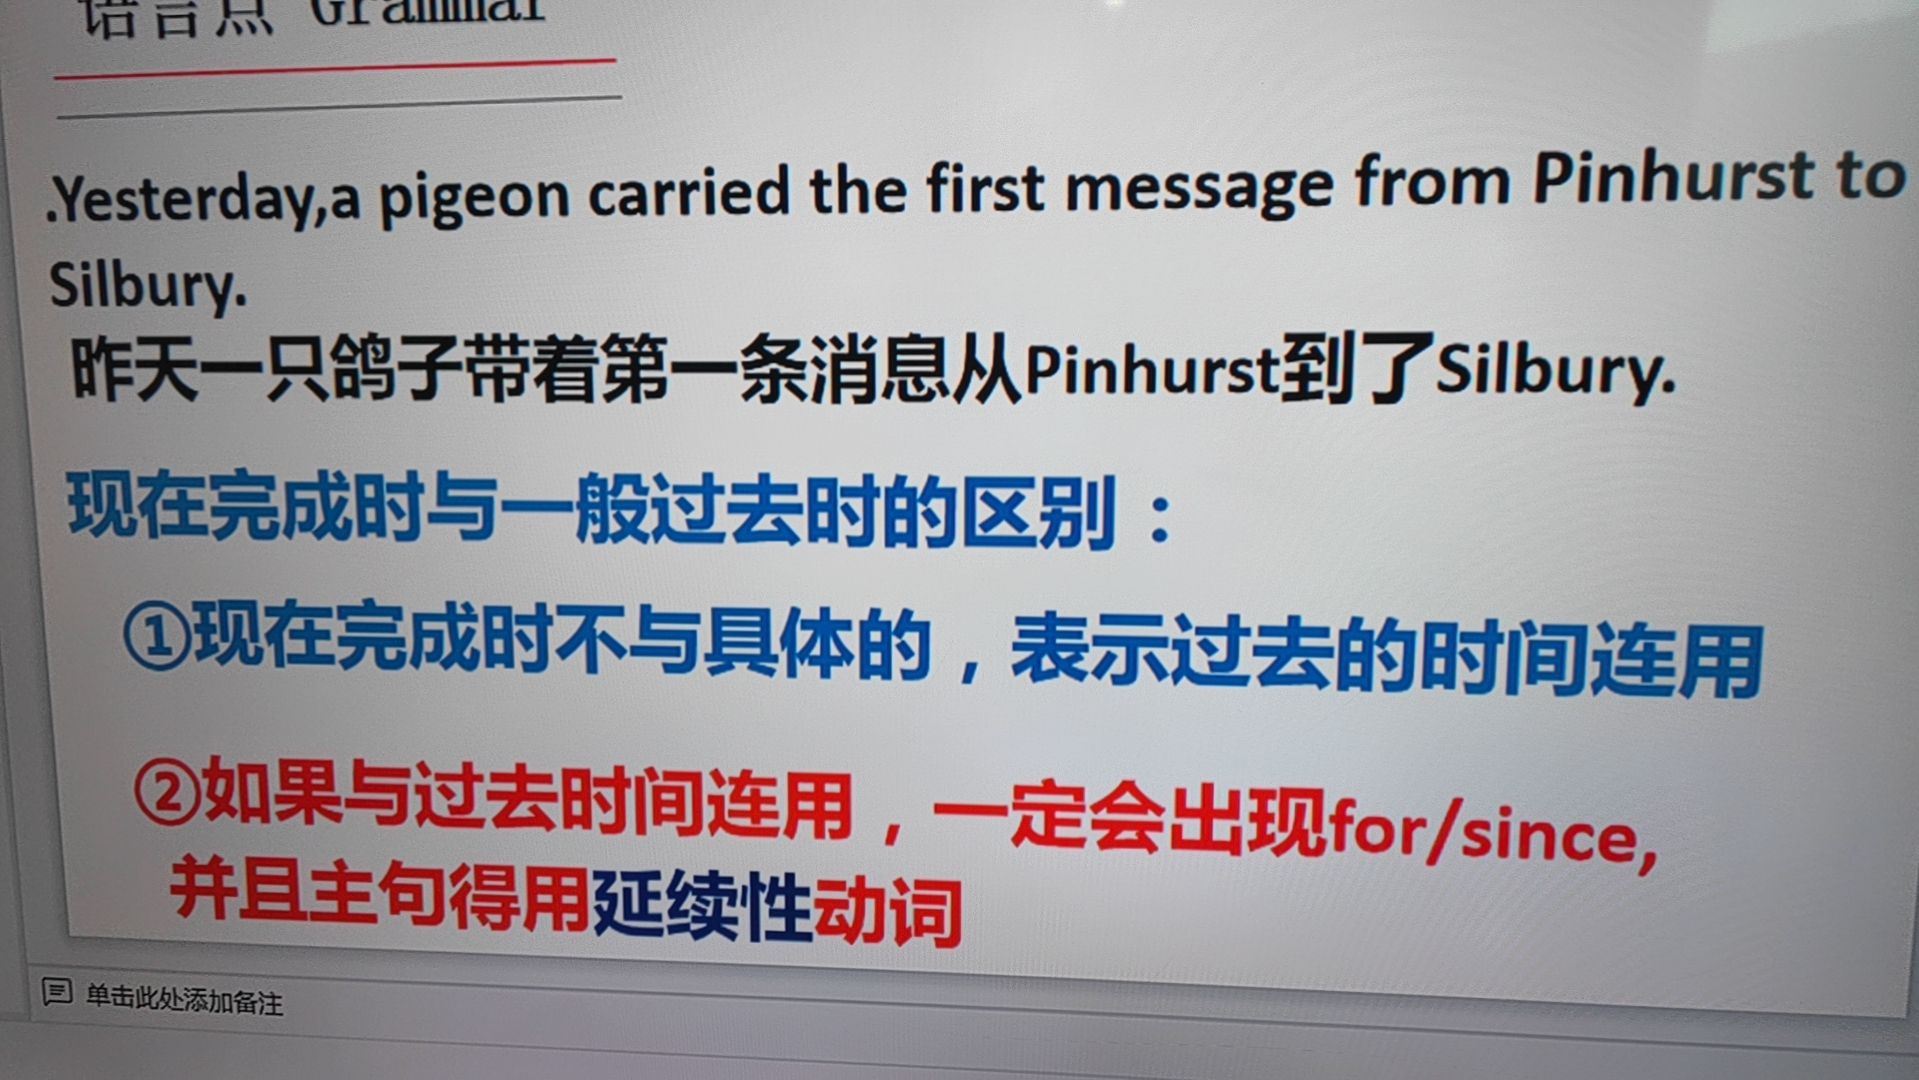 语言点 Grammar
.Yesterday,a pigeon carried the first message from Pinhurst to
Silbury.
昨天一只鸽子带着第一条消息从Pinhurst到了Silbury.
现在完成时与一般过去时的区别：
①现在完成时不与具体的，表示过去的时间连用
②如果与过去时间连用，一定会出现for/since,
并且主句得用延续性动词
单击此处添加备注